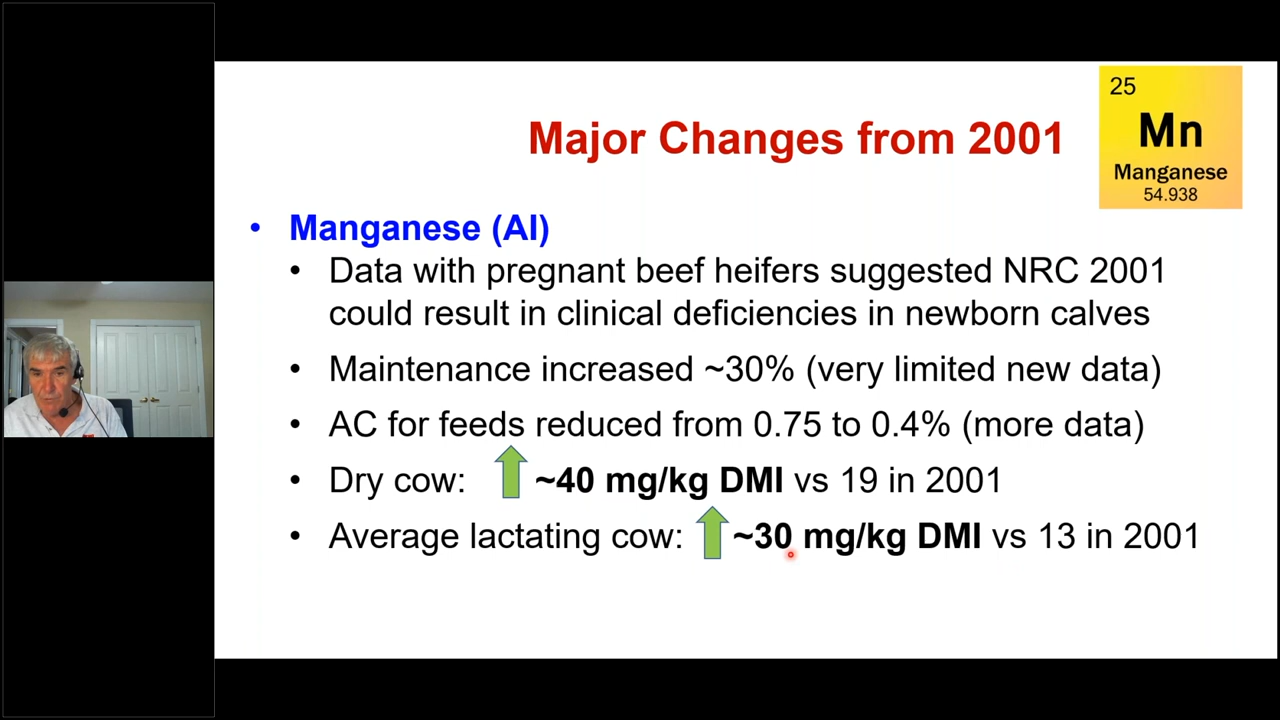 25
Mn
Manganese
54.938
Major Changes from 2001
• Manganese (AI)
• Data with pregnant beef heifers suggested NRC 2001
could result in clinical deficiencies in newborn calves
• Maintenance increased ~30% (very limited new data)
• AC for feeds reduced from 0.75 to 0.4% (more data)
• Dry cow: ~40 mg/kg DMI vs 19 in 2001
• Average lactating cow: ~30 mg/kg DMI vs 13 in 2001